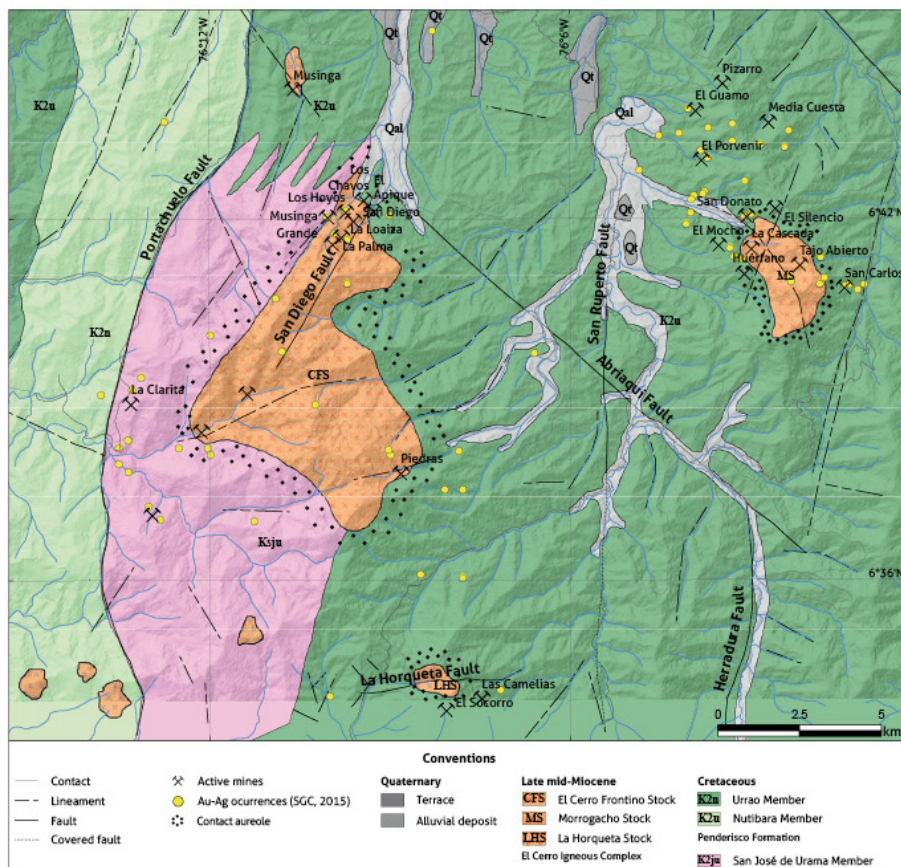 76°12'W
76°6'W
Qt
Qt
Qt
Qt
Pizarro
Musinga
El Guamo
K2u
K2u
Media Cuesta
Qal
Qal
El Porvenir
Portachuelo Fault
Los
Chavos
El
Apique
Los Hoyos
San Diego
Musinga
Grande
La Loaiza
La Palma
San Donato
El Silencio
6°42'N
Qt
El Mocho
La Cascada
Qt
Huérfano
Tajo Abierto
MS
San Carlos
San Diego Fault
San Ruperto Fault
K2n
K2u
CFS
Abriaquí Fault
La Clarita
Piedras
Ksju
6°36'N
Herradura Fault
La Horqueta Fault
LHS
Las Camelias
El Socorro
0 2.5 5
km
Conventions
Contact
Lineament
Fault
Covered fault
Active mines
Au-Ag ocurrences (SGC, 2015)
Contact aureole
Quaternary
Terrace
Alluvial deposit
Late mid-Miocene
CFS El Cerro Frontino Stock
MS Morrogacho Stock
LHS La Horqueta Stock
El Cerro Igneous Complex
Cretaceous
K2n Urrao Member
K2u Nutibara Member
Penderisco Formation
K2ju San José de Urama Member